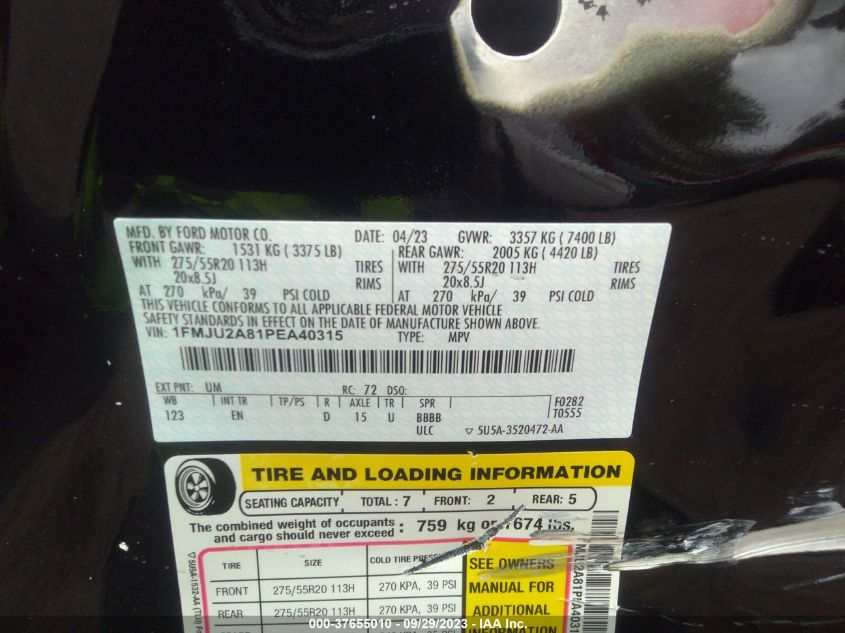 MFD. BY FORD MOTOR CO. DATE: 04/23 GVWR: 3357 KG ( 7400 LB)
FRONT GAWR: 1531 KG ( 3375 LB) REAR GAWR: 2005 KG ( 4420 LB)
WITH 275/55R20 113H TIRES WITH 275/55R20 113H TIRES
20x8.5J RIMS 20x8.5J RIMS
AT 270 kPa/ 39 PSI COLD AT 270 kPa/ 39 PSI COLD
THIS VEHICLE CONFORMS TO ALL APPLICABLE FEDERAL MOTOR VEHICLE
SAFETY STANDARDS IN EFFECT ON THE DATE OF MANUFACTURE SHOWN ABOVE.
VIN: 1FMJU2A81PEA40315 TYPE: MPV
EXT PNT: UM RC: 72 DSO:
WB INT TR TP/PS R AXLE TR SPR F0282
123 EN D 15 U BBBB T0555
ULC ▽ 5U5A-3520472-AA
TIRE AND LOADING INFORMATION
SEATING CAPACITY TOTAL : 7 FRONT: 2 REAR: 5
The combined weight of occupants
and cargo should never exceed : 759 kg or 1674 lbs.
TIRE SIZE COLD TIRE SEE OWNERS
FRONT 275/55R20 113H 270 KPA, 39 PSI MANUAL FOR
REAR 275/55R20 113H 270 KPA, 39 PSI ADDITIONAL
INFORMATION
▽ 5U5A-1532-AA
000-37655010 - 09/29/2023 - IAA Inc.